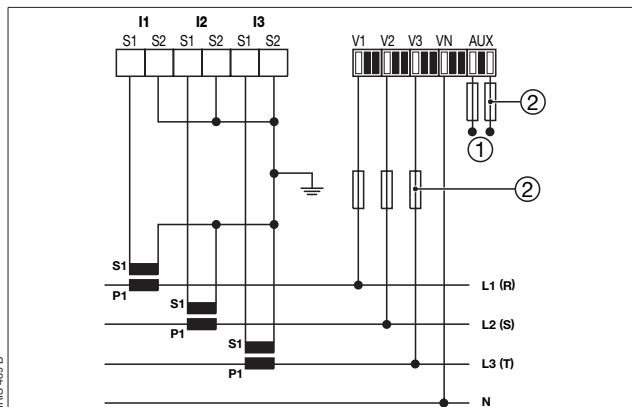 I1 I2 I3
S1 S2 S1 S2 S1 S2 V1 V2 V3 VN AUX
2
1
2
S1
P1 L1 (R)
S1
P1 L2 (S)
S1
P1 L3 (T)
N